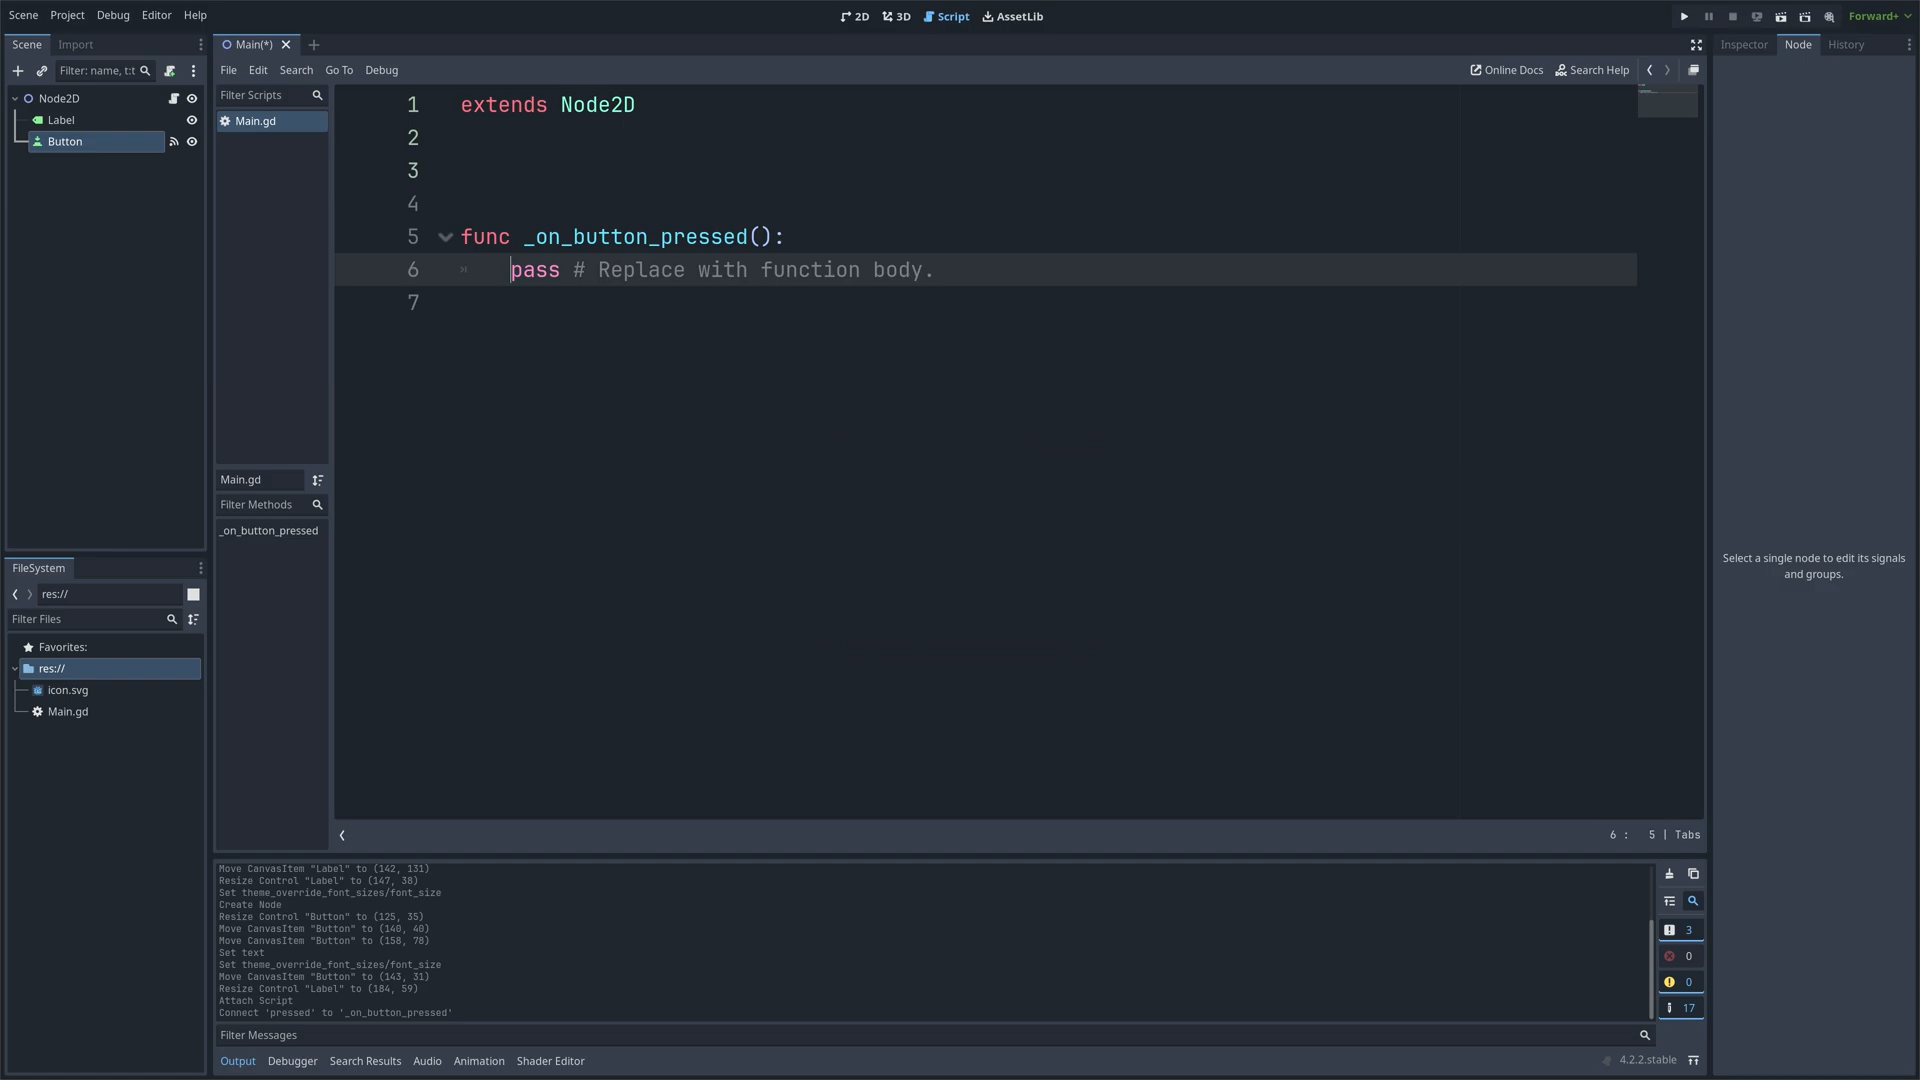 Scene Project Debug Editor Help
2D 3D Script AssetLib
Forward+
Scene Import
Filter: name, t:t
Node2D
Label
Button
Main(*)
File Edit Search Go To Debug
Online Docs Search Help
Filter Scripts
Main.gd
1 extends Node2D
2
3
4
5 func _on_button_pressed():
6 pass # Replace with function body.
7
Main.gd
Filter Methods
_on_button_pressed
6 : 5 | Tabs
Inspector Node History
Select a single node to edit its signals
and groups.
FileSystem
res://
Filter Files
Favorites:
res://
icon.svg
Main.gd
Move CanvasItem "Label" to (142, 131)
Resize Control "Label" to (147, 38)
Set theme_override_font_sizes/font_size
Create Node
Resize Control "Button" to (125, 35)
Move CanvasItem "Button" to (140, 40)
Move CanvasItem "Button" to (158, 78)
Set text
Set theme_override_font_sizes/font_size
Move CanvasItem "Button" to (143, 31)
Resize Control "Label" to (184, 59)
Attach Script
Connect 'pressed' to '_on_button_pressed'
3
0
0
17
Filter Messages
Output Debugger Search Results Audio Animation Shader Editor
4.2.2.stable